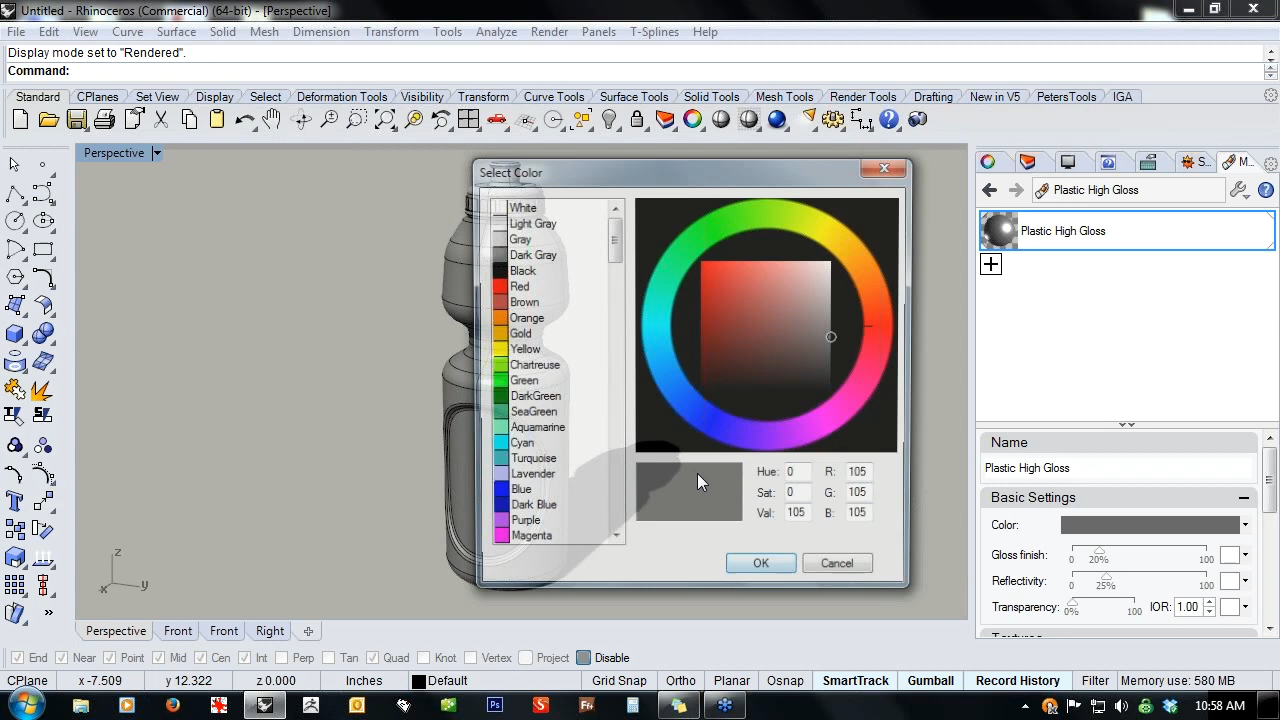 Untitled - Rhinoceros (Commercial) (64-bit) - [Perspective]
File Edit View Curve Surface Solid Mesh Dimension Transform Tools Analyze Render Panels T-Splines Help
Display mode set to "Rendered".
Command:
Standard CPlanes Set View Display Select Deformation Tools Visibility Transform Curve Tools Surface Tools Solid Tools Mesh Tools Render Tools Drafting New in V5 PetersTools IGA
Perspective
Select Color
White
Light Gray
Gray
Dark Gray
Black
Red
Brown
Orange
Gold
Yellow
Chartreuse
Green
DarkGreen
SeaGreen
Aquamarine
Cyan
Turquoise
Lavender
Blue
Dark Blue
Purple
Magenta
Hue: 0 R: 105
Sat: 0 G: 105
Val: 105 B: 105
OK Cancel
S... M...
Plastic High Gloss
Plastic High Gloss
Name
Plastic High Gloss
Basic Settings
Color:
Gloss finish: 0 20% 100
Reflectivity: 0 25% 100
Transparency: 0% 100 IOR: 1.00
z
y
x
Perspective Front Front Right
End Near Point Mid Cen Int Perp Tan Quad Knot Vertex Project Disable
CPlane x -7.509 y 12.322 z 0.000 Inches Default Grid Snap Ortho Planar Osnap SmartTrack Gumball Record History Filter Memory use: 580 MB
10:58 AM